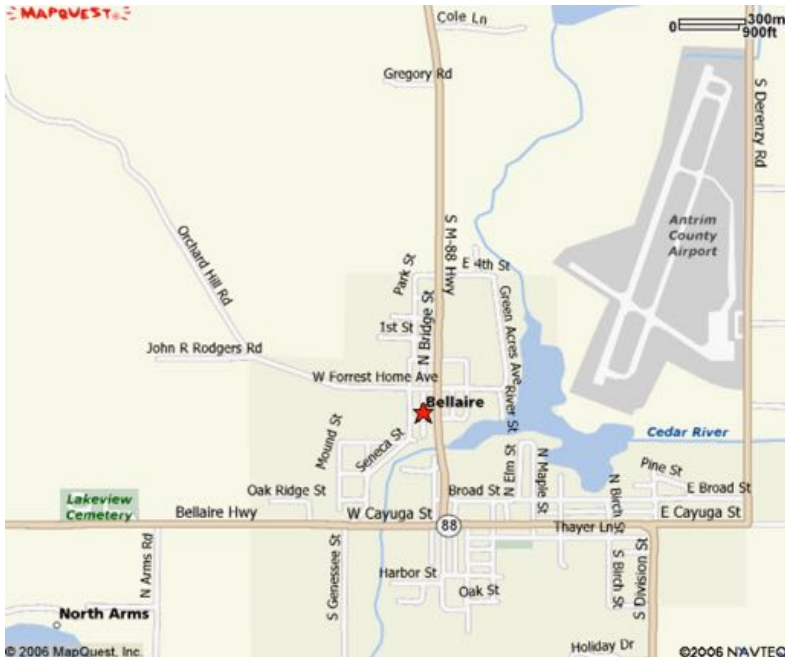 MAPQUEST
Cole Ln
0 300m
900ft
Gregory Rd
S Derenzy Rd
S M-88 Hwy
Antrim
County
Airport
Orchard Hill Rd
Park St
E 4th St
N Bridge St
Green Acres Ave
1st St
John R Rodgers Rd
W Forrest Home Ave
Bellaire
River St
Mound St
Seneca St
Cedar River
N Elm St
N Maple St
Pine St
N Birch St
Oak Ridge St
Broad St
E Broad St
Lakeview
Cemetery
Bellaire Hwy
W Cayuga St
E Cayuga St
88
Thayer Ln
N Arms Rd
S Genessee St
Harbor St
Oak St
S Birch St
S Division St
North Arms
Holiday Dr
© 2006 MapQuest, Inc.
©2006 NAVTEQ